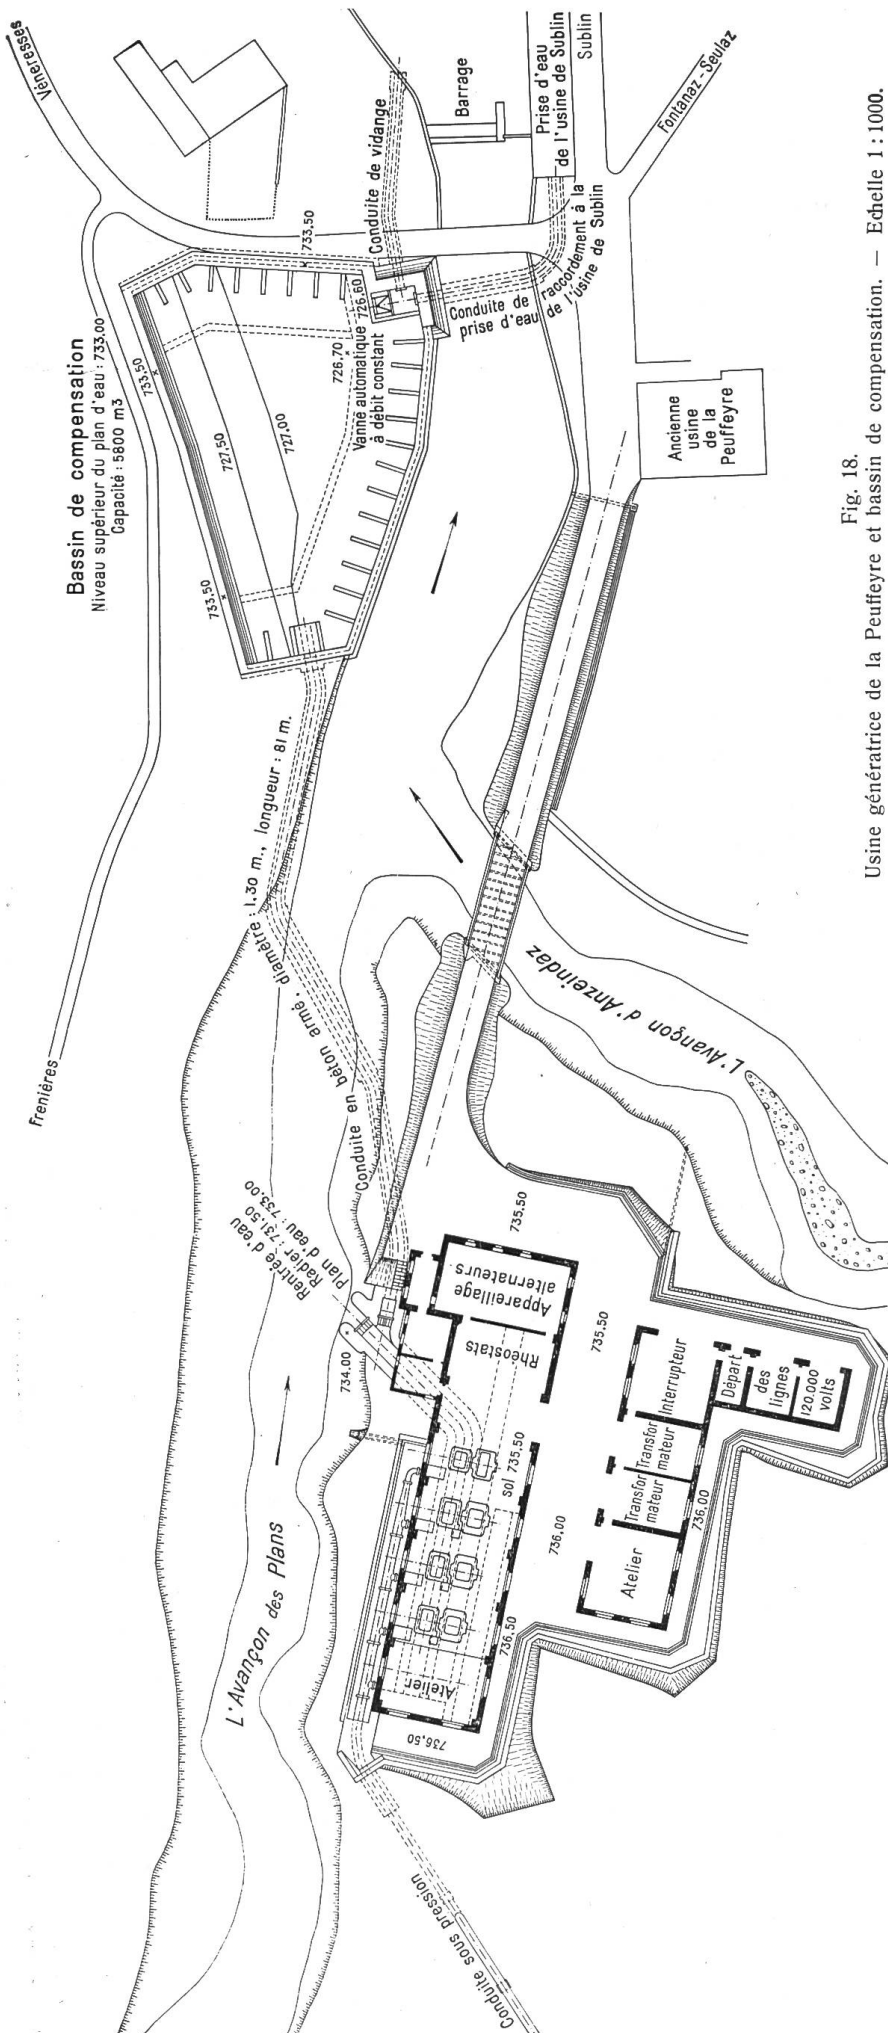 Vèneresses
Frenières
Bassin de compensation
Niveau supérieur du plan d'eau : 733,00
Capacité : 5800 m3
733,50
733,50
733,50
727,50
727,00
726,70
726,60
Vanne automatique
à débit constant
Conduite de vidange
Barrage
Prise d'eau
de l'usine de Sublin
Sublin
Fontanaz-Seulaz
Conduite de raccordement à la
prise d'eau de l'usine de Sublin
Ancienne
usine
de la
Peuffeyre
Conduite en béton armé, diamètre : 1,30 m., longueur : 81 m.
L'Avançon d'Anzeindaz
L'Avançon des Plans
Rentrée d'eau
Radier : 731,50
Plan d'eau : 733,00
734,00
735,50
Appareillage
alternateurs
Rhéostats
sol 735,50
735,50
Atelier
736,50
736,50
736,00
Interrupteur
Départ
des
lignes
120.000
volts
Transfor
mateur
Transfor
mateur
Atelier
736,00
Conduite sous pression
Fig. 18.
Usine génératrice de la Peuffeyre et bassin de compensation. — Echelle 1 : 1000.